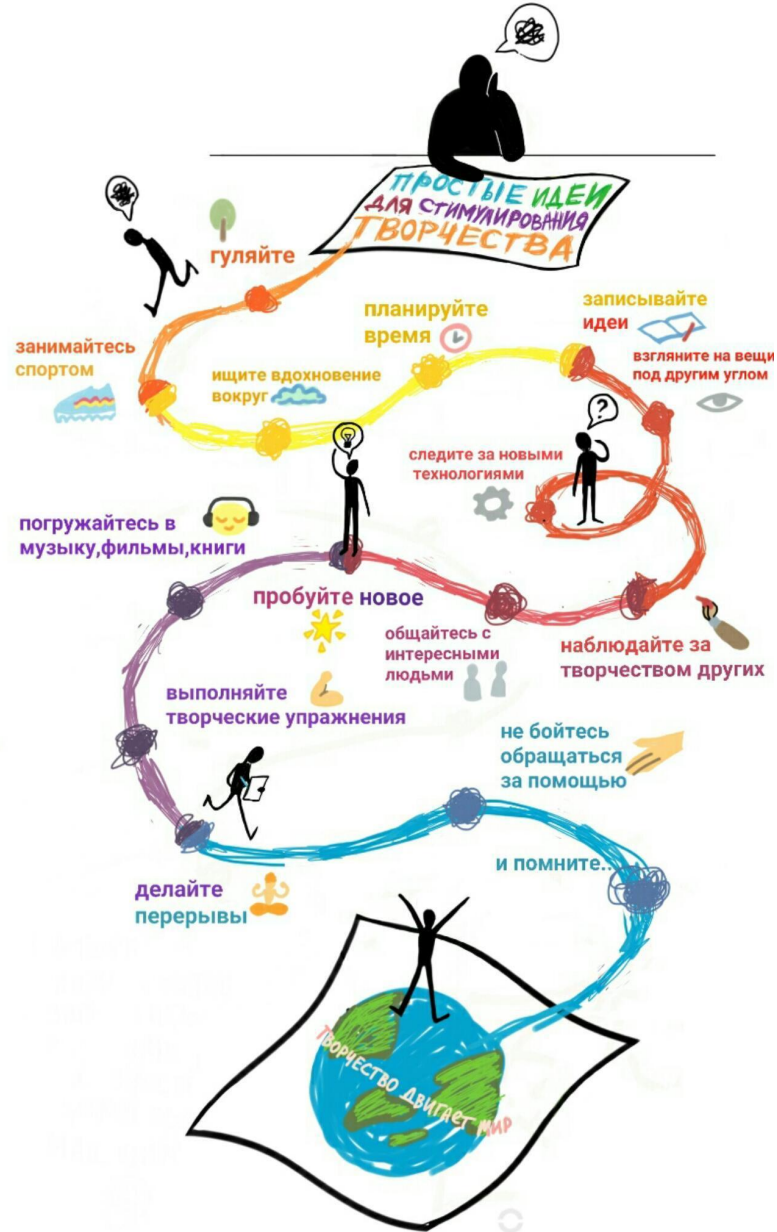 ПРОСТЫЕ ИДЕИ
ДЛЯ СТИМУЛИРОВАНИЯ
ТВОРЧЕСТВА
гуляйте
занимайтесь
спортом
ищите вдохновение
вокруг
планируйте
время
записывайте
идеи
взгляните на вещи
под другим углом
?
следите за новыми
технологиями
наблюдайте за
творчеством других
общайтесь с
интересными
людьми
пробуйте новое
погружайтесь в
музыку,фильмы,книги
выполняйте
творческие упражнения
делайте
перерывы
не бойтесь
обращаться
за помощью
и помните...
ТВОРЧЕСТВО ДВИГАЕТ МИР